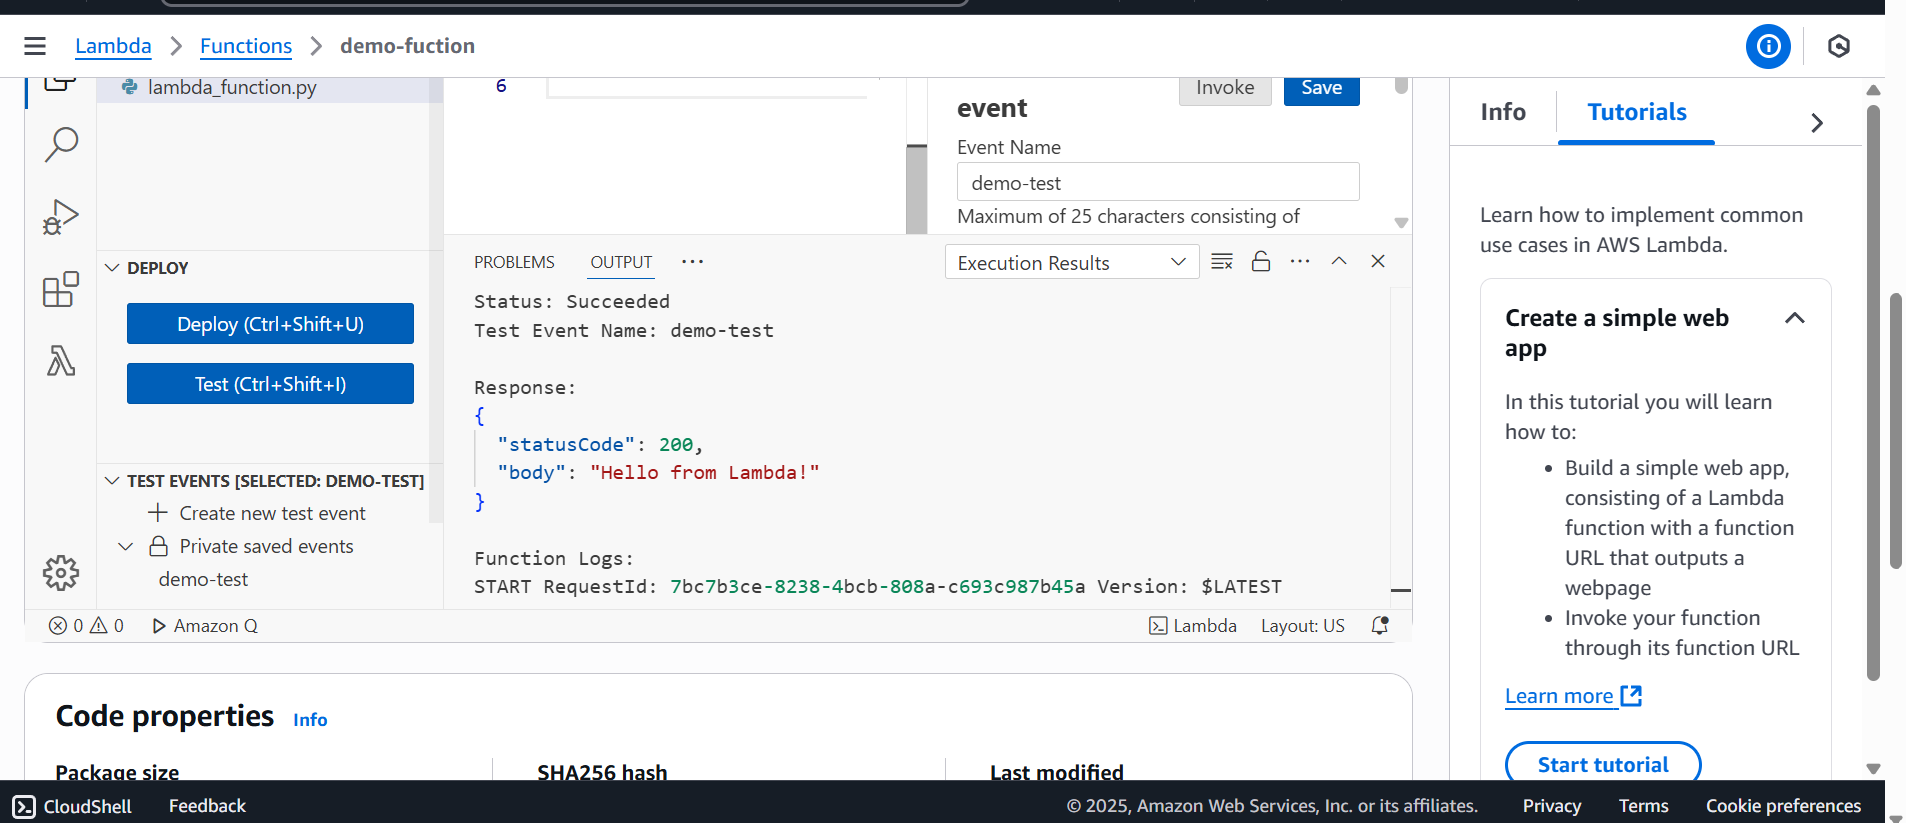 Lambda
Functions
demo-fuction
lambda_function.py
6
DEPLOY
Deploy (Ctrl+Shift+U)
Test (Ctrl+Shift+I)
TEST EVENTS [SELECTED: DEMO-TEST]
Create new test event
Private saved events
demo-test
event
Invoke
Save
Event Name
demo-test
Maximum of 25 characters consisting of
PROBLEMS
OUTPUT
Execution Results
Status: Succeeded
Test Event Name: demo-test
Response:
{
"statusCode": 200,
"body": "Hello from Lambda!"
}
Function Logs:
START RequestId: 7bc7b3ce-8238-4bcb-808a-c693c987b45a Version: $LATEST
0 0 Amazon Q
Lambda
Layout: US
Code properties
Info
Package size
SHA256 hash
Last modified
Info
Tutorials
Learn how to implement common
use cases in AWS Lambda.
Create a simple web
app
In this tutorial you will learn
how to:
• Build a simple web app,
consisting of a Lambda
function with a function
URL that outputs a
webpage
• Invoke your function
through its function URL
Learn more
Start tutorial
CloudShell
Feedback
© 2025, Amazon Web Services, Inc. or its affiliates.
Privacy
Terms
Cookie preferences